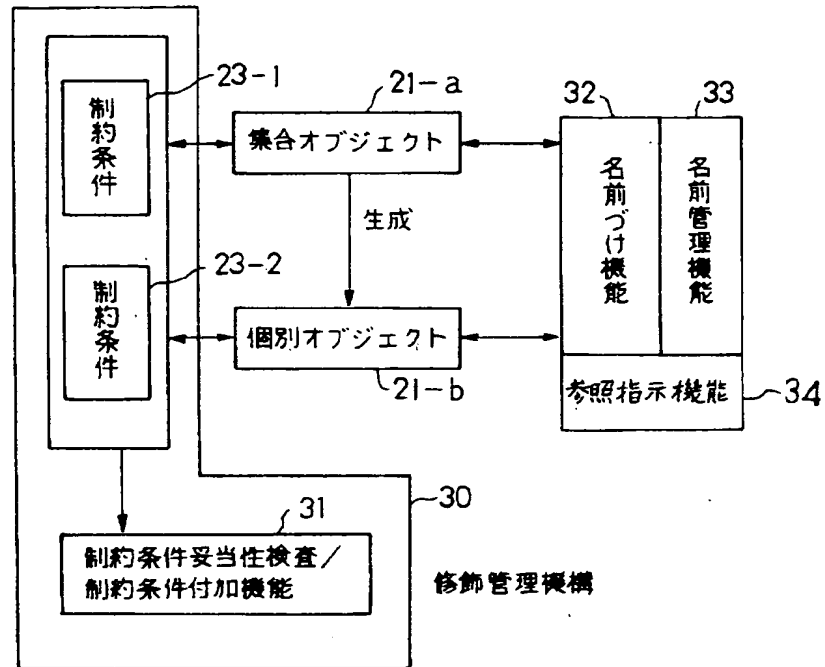 23-1
制約条件
21-a
集合オブジェクト
32
33
名前づけ機能
名前管理機能
生成
23-2
制約条件
個別オブジェクト
21-b
参照指示機能
34
30
31
制約条件妥当性検査/
制約条件付加機能
修飾管理機構